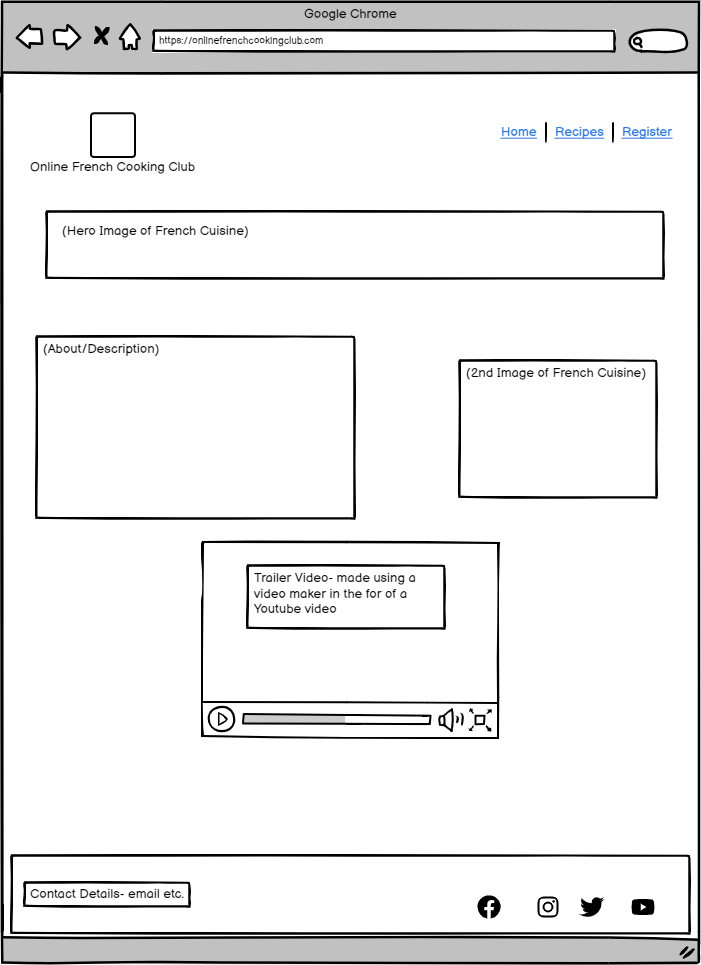 Google Chrome
https://onlinefrenchcookingclub.com
Home
Recipes
Register
Online French Cooking Club
(Hero Image of French Cuisine)
(About/Description)
(2nd Image of French Cuisine)
Trailer Video- made using a
video maker in the for of a
Youtube video
Contact Details- email etc.